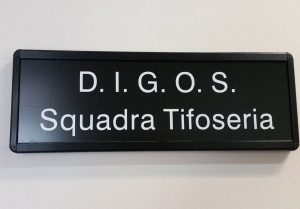 D. I. G. O. S.
Squadra Tifoseria